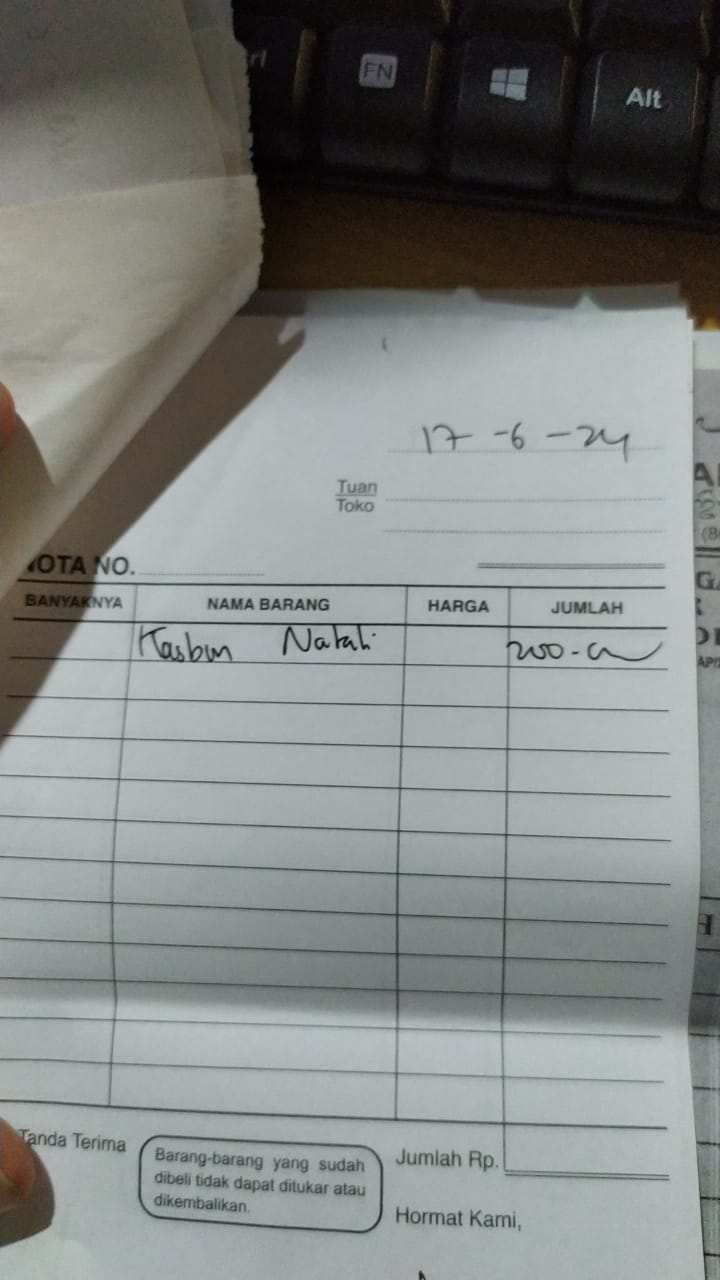 FN
Alt
17-6-24
Tuan
Toko
NOTA NO.
BANYAKNYA NAMA BARANG HARGA JUMLAH
Kasbun Natali 200-
Tanda Terima
Barang-barang yang sudah
dibeli tidak dapat ditukar atau
dikembalikan.
Jumlah Rp.
Hormat Kami,